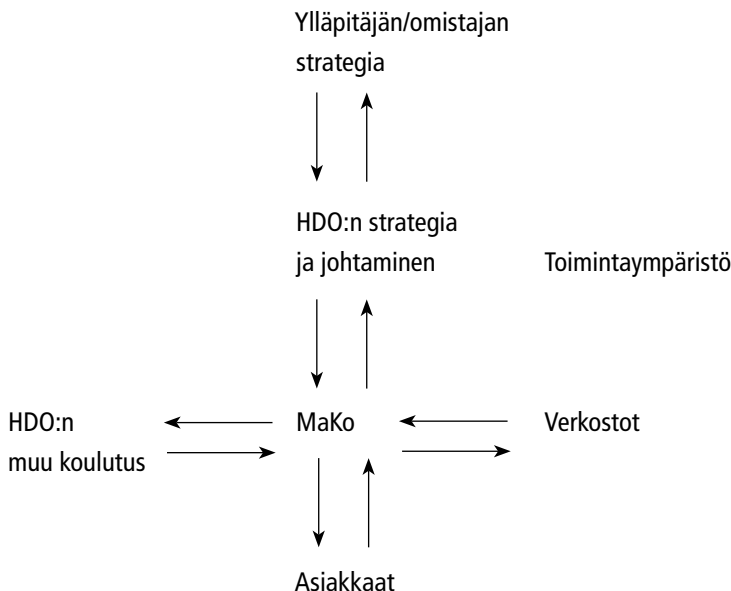 Ylläpitäjän/omistajan
strategia
HDO:n strategia
ja johtaminen
Toimintaympäristö
HDO:n
muu koulutus
MaKo
Verkostot
Asiakkaat